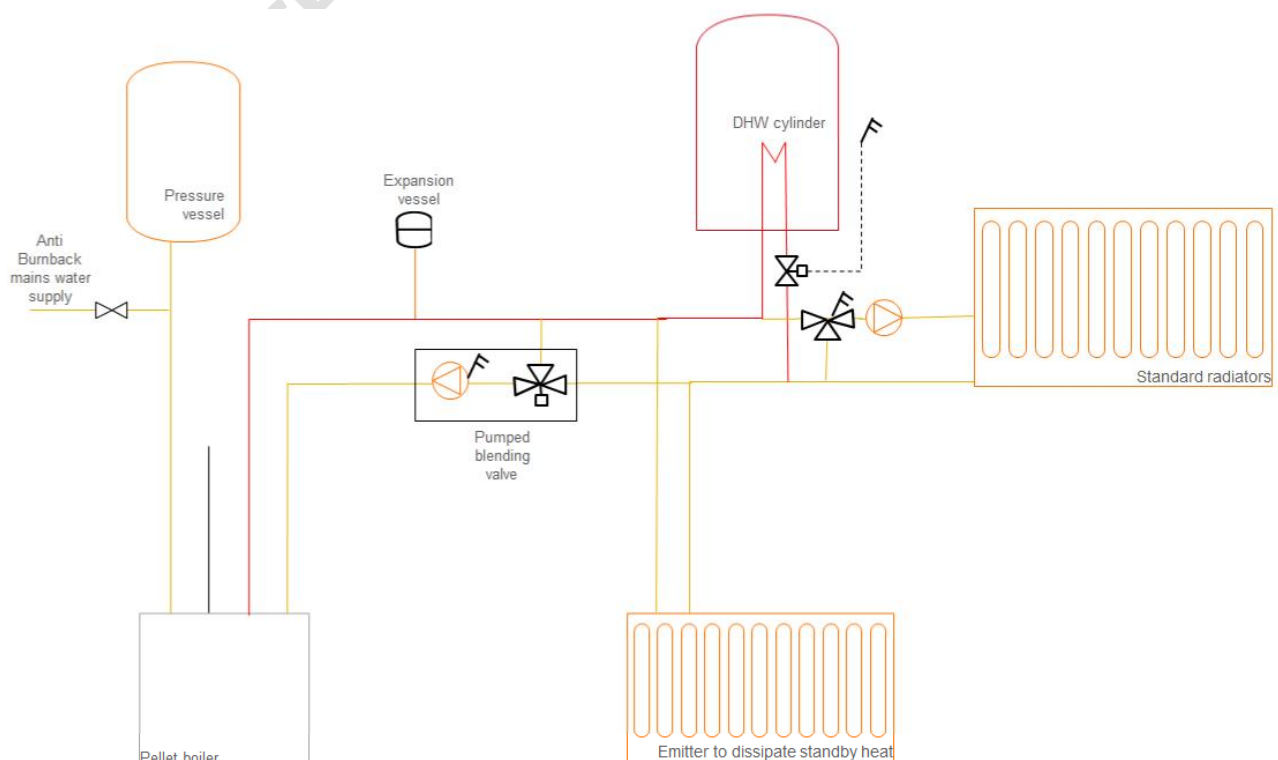 DHW cylinder
Pressure
vessel
Expansion
vessel
Anti
Burnback
mains water
supply
Standard radiators
Pumped
blending
valve
Pellet boiler
Emitter to dissipate standby heat